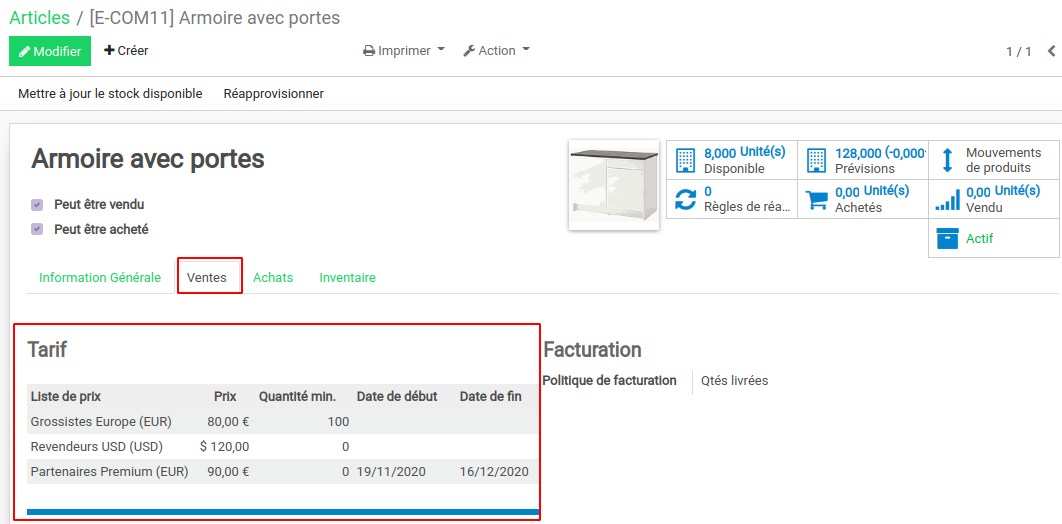 Articles / [E-COM11] Armoire avec portes
Modifier Créer Imprimer Action 1 / 1
Mettre à jour le stock disponible Réapprovisionner
Armoire avec portes
Peut être vendu
Peut être acheté
8,000 Unité(s)
Disponible
128,000 (-0,000
Prévisions
Mouvements
de produits
0
Règles de réa...
0,00 Unité(s)
Achetés
0,00 Unité(s)
Vendu
Actif
Information Générale Ventes Achats Inventaire
Tarif
Liste de prix Prix Quantité min. Date de début Date de fin
Grossistes Europe (EUR) 80,00 € 100
Revendeurs USD (USD) $ 120,00 0
Partenaires Premium (EUR) 90,00 € 0 19/11/2020 16/12/2020
Facturation
Politique de facturation Qtés livrées